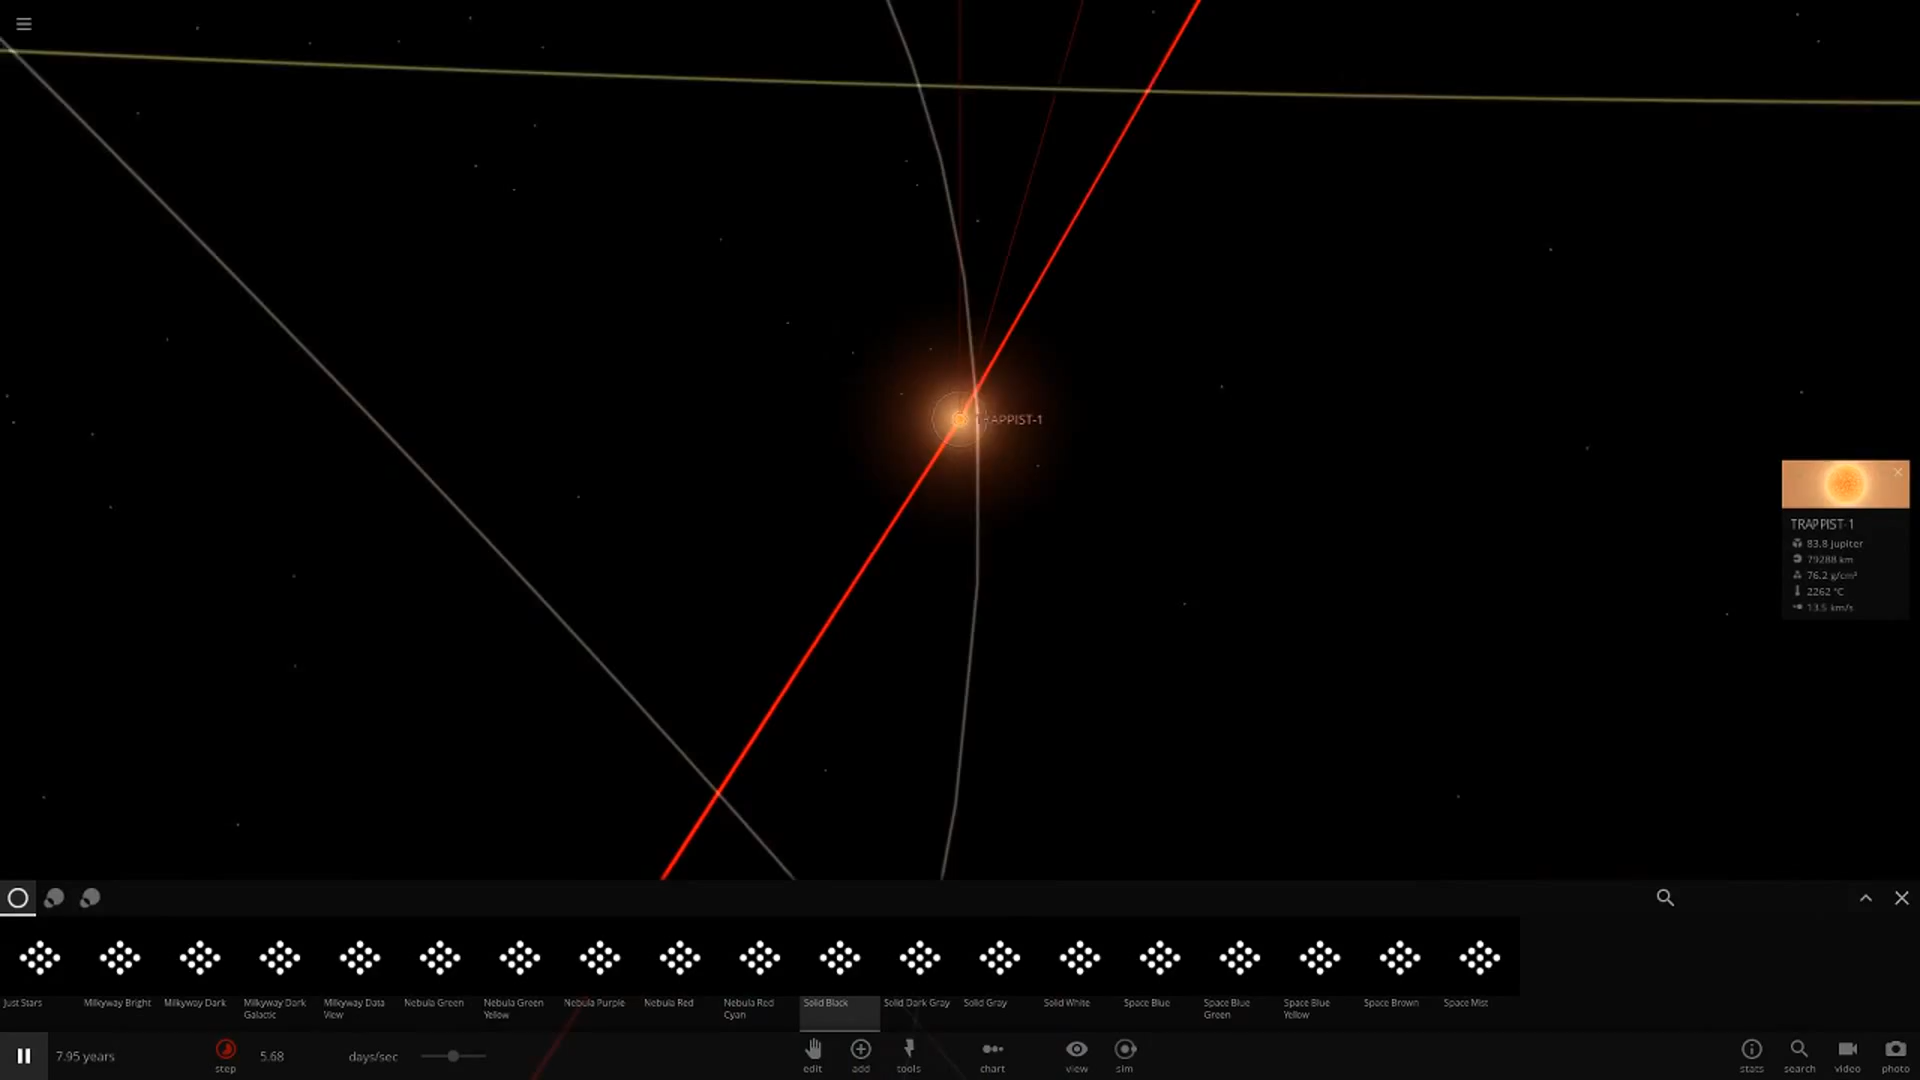 TRAPPIST-1
TRAPPIST-1
83.8 jupiter
79288 km
76.2 g/cm³
2262 °C
13.5 km/s
Just Stars
Milkyway Bright
Milkyway Dark
Milkyway Dark
Galactic
Milkyway Data
View
Nebula Green
Nebula Green
Yellow
Nebula Purple
Nebula Red
Nebula Red
Cyan
Solid Black
Solid Dark Gray
Solid Gray
Solid White
Space Blue
Space Blue
Green
Space Blue
Yellow
Space Brown
Space Mist
7.95 years
step
5.68
days/sec
edit
add
tools
chart
view
sim
stats
search
video
photo